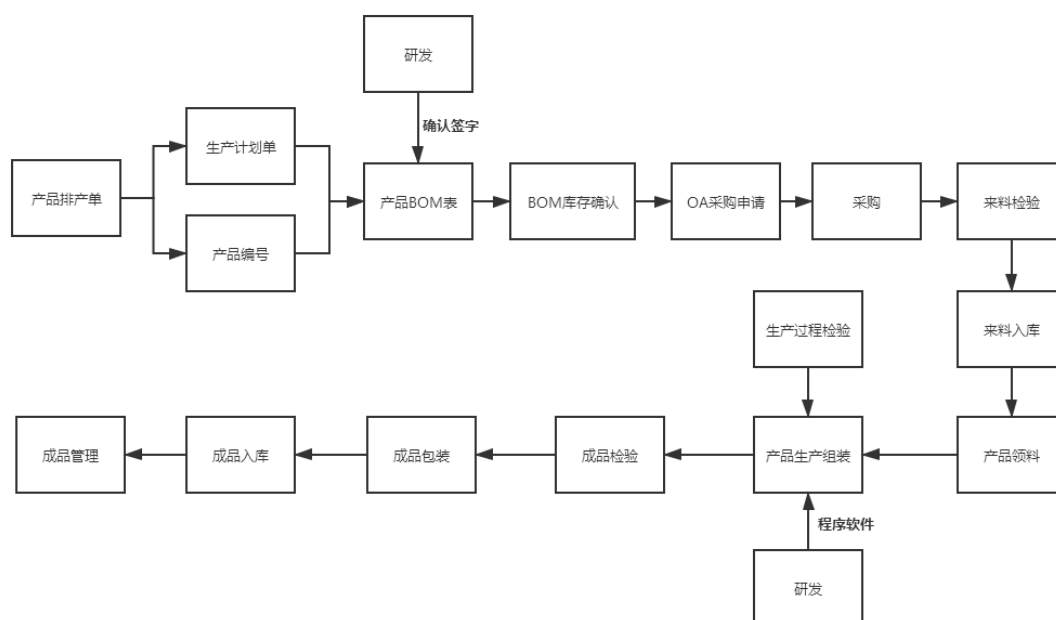 研发
确认签字
生产计划单
产品排产单
产品编号
产品BOM表
BOM库存确认
OA采购申请
采购
来料检验
来料入库
生产过程检验
产品领料
产品生产组装
成品检验
成品包装
成品入库
成品管理
程序软件
研发